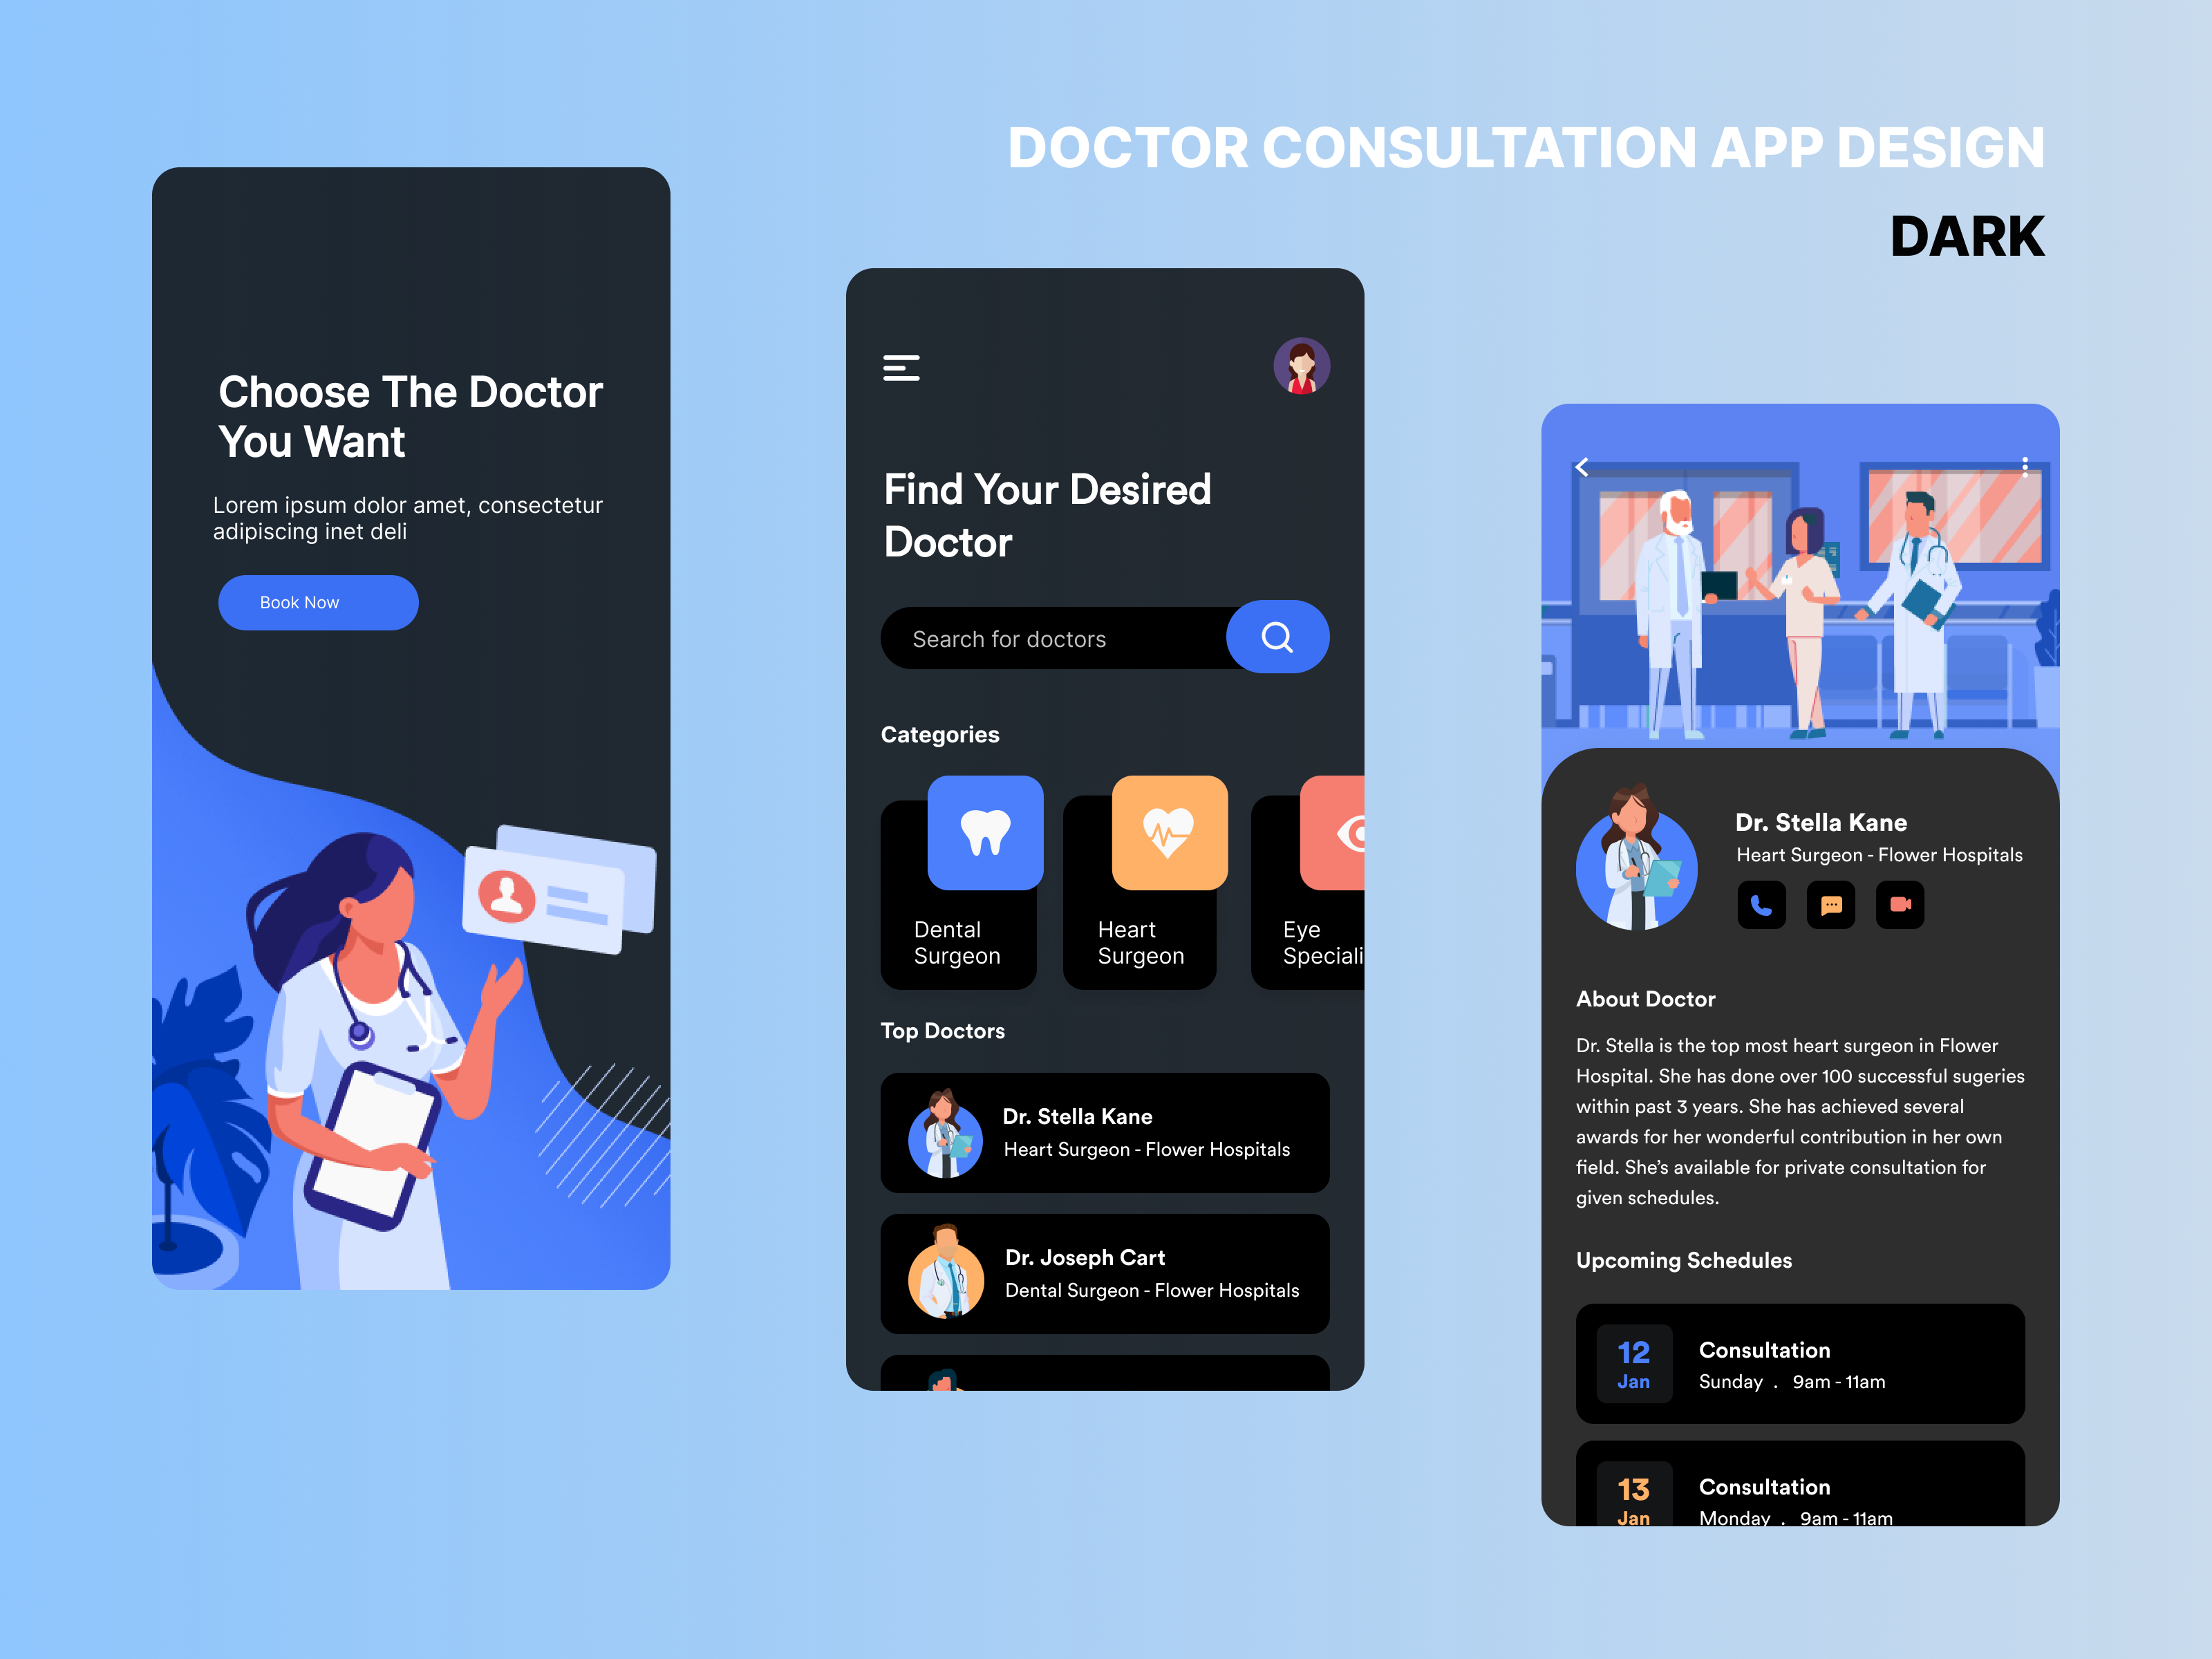 DOCTOR CONSULTATION APP DESIGN
DARK
Choose The Doctor
You Want
Lorem ipsum dolor amet, consectetur
adipiscing inet deli
Book Now
Find Your Desired
Doctor
Search for doctors
Categories
Dental
Surgeon
Heart
Surgeon
Eye
Speciali
Top Doctors
Dr. Stella Kane
Heart Surgeon - Flower Hospitals
Dr. Joseph Cart
Dental Surgeon - Flower Hospitals
Dr. Stella Kane
Heart Surgeon - Flower Hospitals
About Doctor
Dr. Stella is the top most heart surgeon in Flower
Hospital. She has done over 100 successful sugeries
within past 3 years. She has achieved several
awards for her wonderful contribution in her own
field. She's available for private consultation for
given schedules.
Upcoming Schedules
12
Jan
Consultation
Sunday . 9am - 11am
13
Jan
Consultation
Monday . 9am - 11am